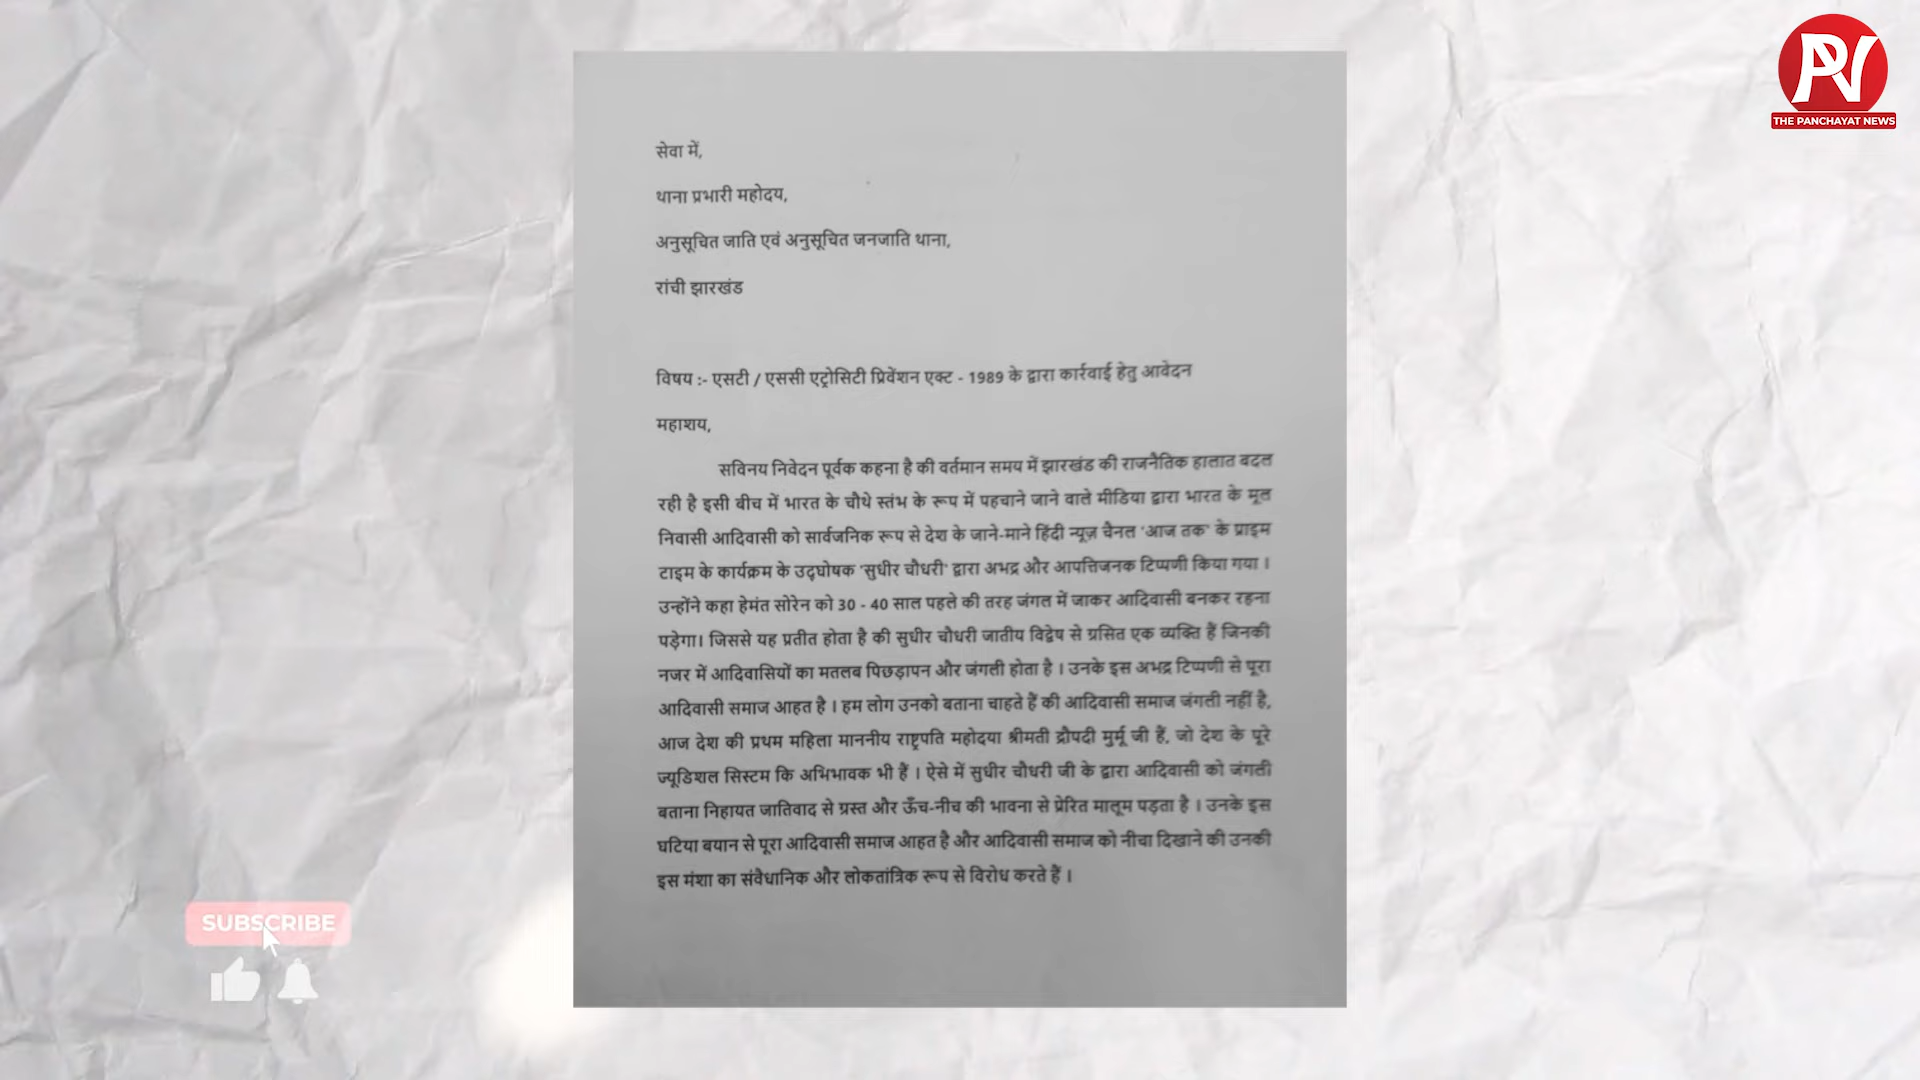 PN
THE PANCHAYAT NEWS
सेवा में,
थाना प्रभारी महोदय,
अनुसूचित जाति एवं अनुसूचित जनजाति थाना,
रांची झारखंड
विषय :- एसटी / एससी एट्रोसिटी प्रिवेंशन एक्ट - 1989 के द्वारा कार्रवाई हेतु आवेदन
महाशय,
सविनय निवेदन पूर्वक कहना है की वर्तमान समय में झारखंड की राजनैतिक हालात बदल
रही है इसी बीच में भारत के चौथे स्तंभ के रूप में पहचाने जाने वाले मीडिया द्वारा भारत के मूल
निवासी आदिवासी को सार्वजनिक रूप से देश के जाने-माने हिंदी न्यूज़ चैनल 'आज तक' के प्राइम
टाइम के कार्यक्रम के उद्घोषक 'सुधीर चौधरी' द्वारा अभद्र और आपत्तिजनक टिप्पणी किया गया ।
उन्होंने कहा हेमंत सोरेन को 30 - 40 साल पहले की तरह जंगल में जाकर आदिवासी बनकर रहना
पड़ेगा। जिससे यह प्रतीत होता है की सुधीर चौधरी जातीय विद्वेष से ग्रसित एक व्यक्ति हैं जिनकी
नजर में आदिवासियों का मतलब पिछड़ापन और जंगली होता है । उनके इस अभद्र टिप्पणी से पूरा
आदिवासी समाज आहत है । हम लोग उनको बताना चाहते हैं की आदिवासी समाज जंगली नहीं है,
आज देश की प्रथम महिला माननीय राष्ट्रपति महोदया श्रीमती द्रौपदी मुर्मू जी हैं, जो देश के पूरे
ज्यूडिशल सिस्टम कि अभिभावक भी हैं । ऐसे में सुधीर चौधरी जी के द्वारा आदिवासी को जंगली
बताना निहायत जातिवाद से ग्रस्त और ऊँच-नीच की भावना से प्रेरित मालूम पड़ता है । उनके इस
घटिया बयान से पूरा आदिवासी समाज आहत है और आदिवासी समाज को नीचा दिखाने की उनकी
इस मंशा का संवैधानिक और लोकतांत्रिक रूप से विरोध करते हैं ।
SUBSCRIBE